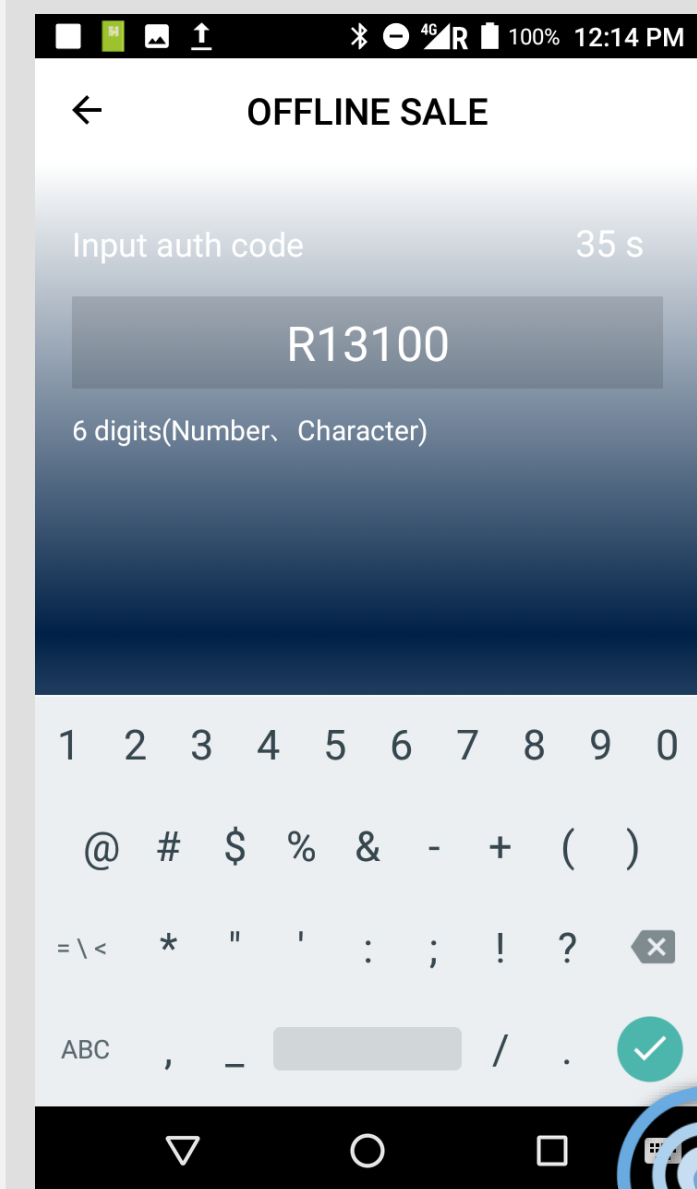 4G R 100% 12:14 PM
OFFLINE SALE
Input auth code 35 s
R13100
6 digits(Number、Character)
1 2 3 4 5 6 7 8 9 0
@ # $ % & - + ( )
= \ < * " ' : ; ! ?
ABC , _ / .